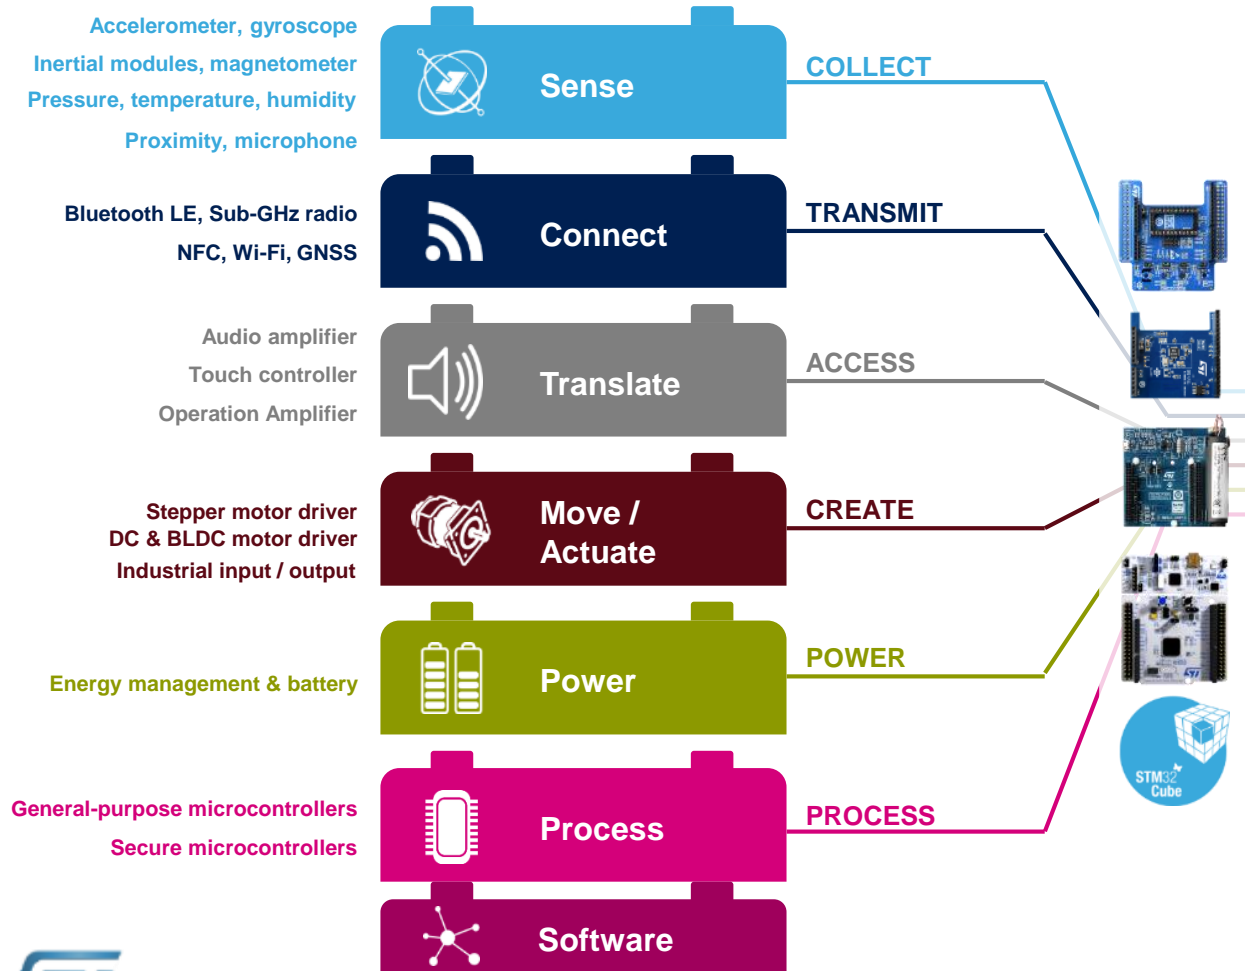 Accelerometer, gyroscope
Inertial modules, magnetometer
Pressure, temperature, humidity
Proximity, microphone
Sense
COLLECT
Bluetooth LE, Sub-GHz radio
NFC, Wi-Fi, GNSS
Connect
TRANSMIT
Audio amplifier
Touch controller
Operation Amplifier
Translate
ACCESS
Stepper motor driver
DC & BLDC motor driver
Industrial input / output
Move /
Actuate
CREATE
Energy management & battery
Power
POWER
General-purpose microcontrollers
Secure microcontrollers
Process
PROCESS
Software
STM32
Cube